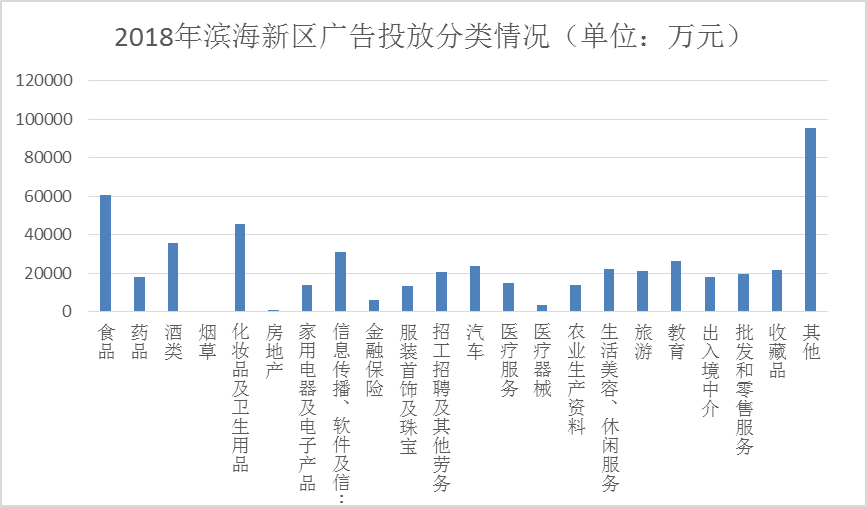 2018年滨海新区广告投放分类情况（单位：万元）
120000
100000
80000
60000
40000
20000
0
食品
药品
酒类
烟草
化妆品及卫生用品
房地产
家用电器及电子产品
信息传播、软件及信…
金融保险
服装首饰及珠宝
招工招聘及其他劳务
汽车
医疗服务
医疗器械
农业生产资料
生活美容、休闲服务
旅游
教育
出入境中介
批发和零售服务
收藏品
其他